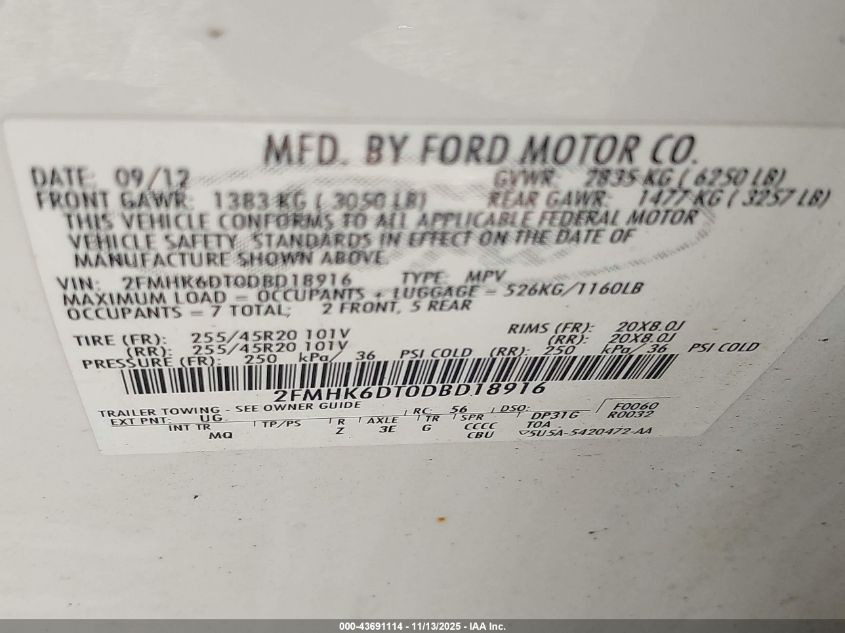 MFD. BY FORD MOTOR CO.
DATE: 09/12 GVWR: 2835 KG ( 6250 LB)
FRONT GAWR: 1383 KG ( 3050 LB) REAR GAWR: 1477 KG ( 3257 LB)
THIS VEHICLE CONFORMS TO ALL APPLICABLE FEDERAL MOTOR
VEHICLE SAFETY STANDARDS IN EFFECT ON THE DATE OF
MANUFACTURE SHOWN ABOVE.
VIN: 2FMHK6DT0DBD18916 TYPE: MPV
MAXIMUM LOAD = OCCUPANTS + LUGGAGE = 526KG/1160LB
OCCUPANTS = 7 TOTAL; 2 FRONT, 5 REAR
TIRE (FR): 255/45R20 101V RIMS (FR): 20X8.0J
(RR): 255/45R20 101V (RR): 20X8.0J
PRESSURE (FR): 250 kPa/ 36 PSI COLD (RR): 250 kPa/36 PSI COLD
2FMHK6DT0DBD18916
TRAILER TOWING - SEE OWNER GUIDE
EXT PNT: UG RC: 56 DSO: F0060
INT TR TP/PS R AXLE TR SPR DP31G R0032
MQ Z 3E G CCCC TOA
CBU 5U5A-5420472-AA
000-43691114 - 11/13/2025 - IAA Inc.